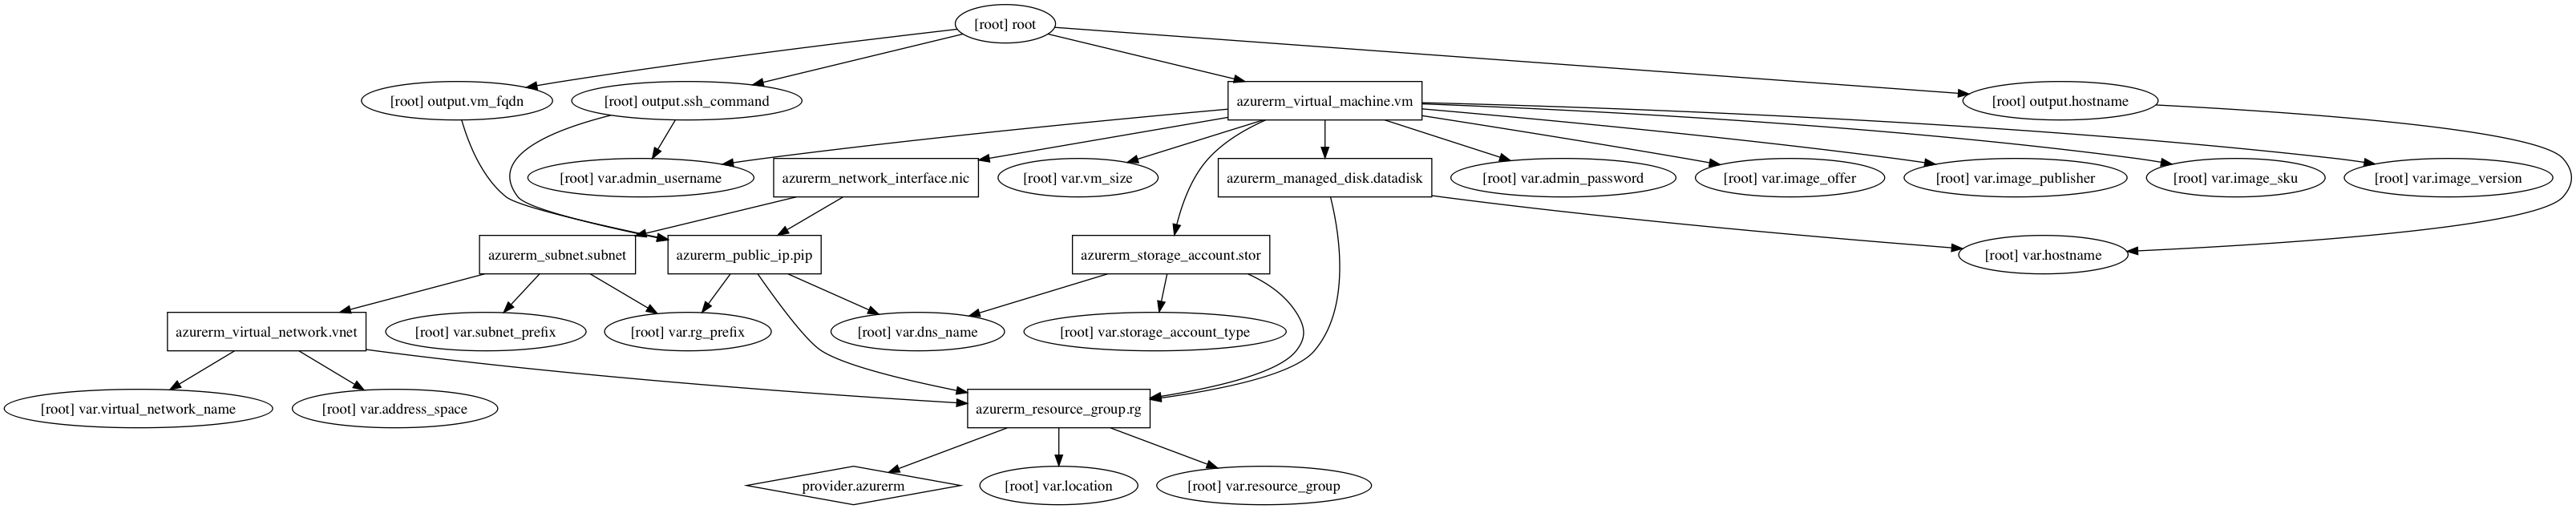 [root] root
[root] output.vm_fqdn
[root] output.ssh_command
azurerm_virtual_machine.vm
[root] output.hostname
[root] var.admin_username
azurerm_network_interface.nic
[root] var.vm_size
azurerm_managed_disk.datadisk
[root] var.admin_password
[root] var.image_offer
[root] var.image_publisher
[root] var.image_sku
[root] var.image_version
azurerm_subnet.subnet
azurerm_public_ip.pip
azurerm_storage_account.stor
[root] var.hostname
azurerm_virtual_network.vnet
[root] var.subnet_prefix
[root] var.rg_prefix
[root] var.dns_name
[root] var.storage_account_type
[root] var.virtual_network_name
[root] var.address_space
azurerm_resource_group.rg
provider.azurerm
[root] var.location
[root] var.resource_group